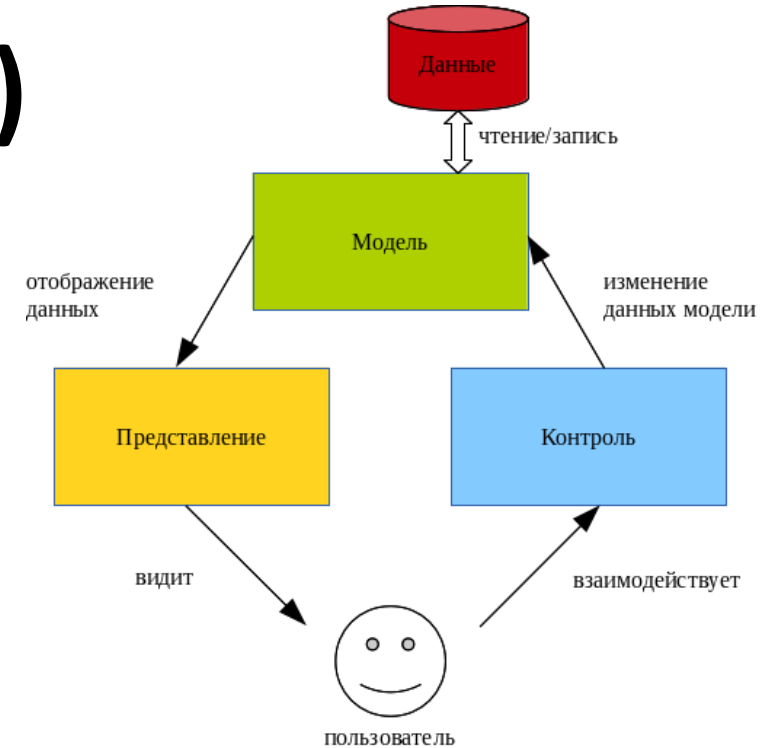 )
Данные
чтение/запись
Модель
отображение
данных
изменение
данных модели
Представление
Контроль
видит
взаимодействует
пользователь